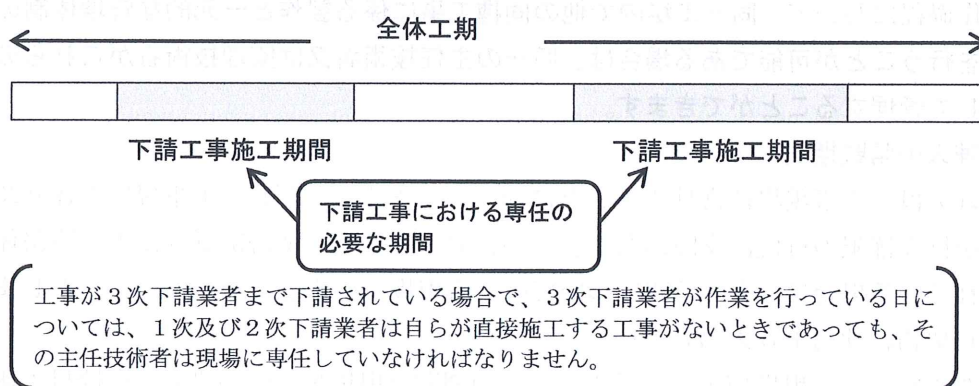 全体工期
下請工事施工期間
下請工事施工期間
下請工事における専任の
必要な期間
工事が3次下請業者まで下請されている場合で、3次下請業者が作業を行っている日に
ついては、1次及び2次下請業者は自らが直接施工する工事がないときであっても、そ
の主任技術者は現場に専任していなければなりません。